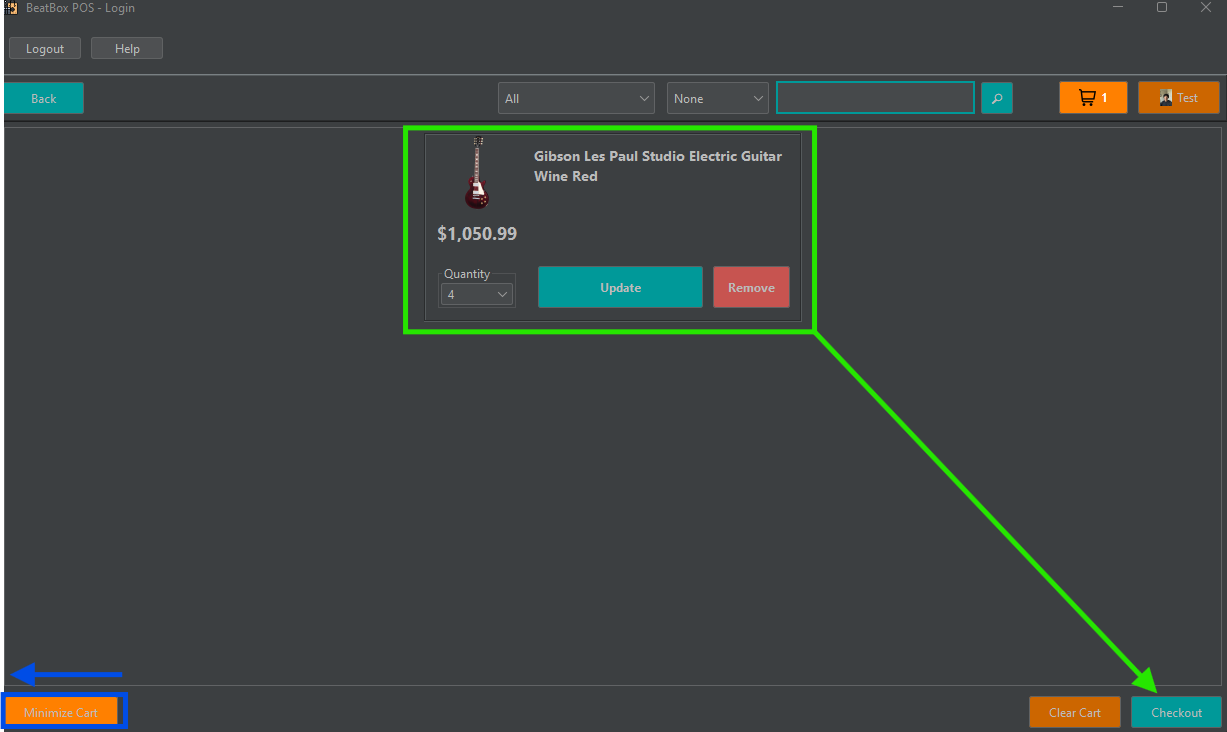 BeatBox POS - Login
Logout Help
Back All None 1 Test
Gibson Les Paul Studio Electric Guitar
Wine Red
$1,050.99
Quantity
4 Update Remove
Minimize Cart Clear Cart Checkout